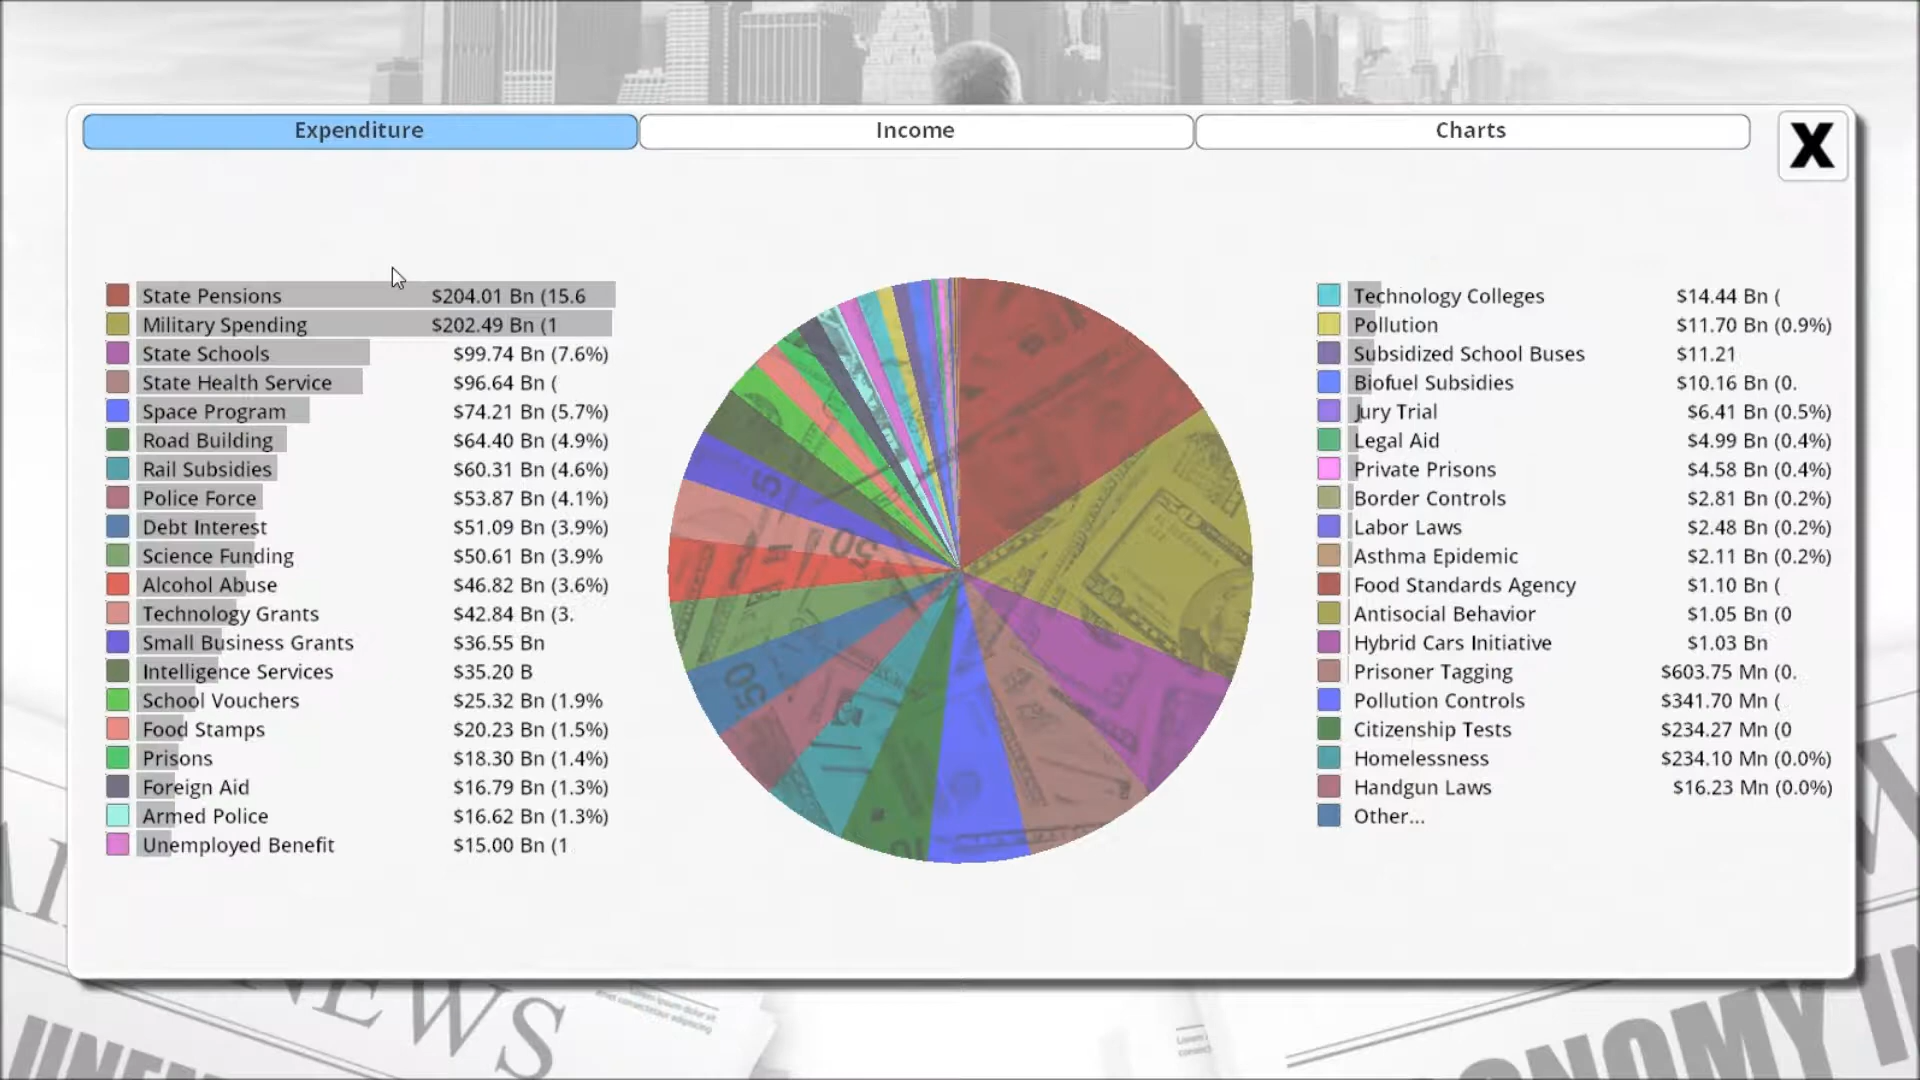 Expenditure
Income
Charts
X
State Pensions $204.01 Bn (15.6
Military Spending $202.49 Bn (1
State Schools $99.74 Bn (7.6%)
State Health Service $96.64 Bn (
Space Program $74.21 Bn (5.7%)
Road Building $64.40 Bn (4.9%)
Rail Subsidies $60.31 Bn (4.6%)
Police Force $53.87 Bn (4.1%)
Debt Interest $51.09 Bn (3.9%)
Science Funding $50.61 Bn (3.9%
Alcohol Abuse $46.82 Bn (3.6%)
Technology Grants $42.84 Bn (3.
Small Business Grants $36.55 Bn
Intelligence Services $35.20 B
School Vouchers $25.32 Bn (1.9%
Food Stamps $20.23 Bn (1.5%)
Prisons $18.30 Bn (1.4%)
Foreign Aid $16.79 Bn (1.3%)
Armed Police $16.62 Bn (1.3%)
Unemployed Benefit $15.00 Bn (1
Technology Colleges $14.44 Bn (
Pollution $11.70 Bn (0.9%)
Subsidized School Buses $11.21
Biofuel Subsidies $10.16 Bn (0.
Jury Trial $6.41 Bn (0.5%)
Legal Aid $4.99 Bn (0.4%)
Private Prisons $4.58 Bn (0.4%)
Border Controls $2.81 Bn (0.2%)
Labor Laws $2.48 Bn (0.2%)
Asthma Epidemic $2.11 Bn (0.2%)
Food Standards Agency $1.10 Bn (
Antisocial Behavior $1.05 Bn (0
Hybrid Cars Initiative $1.03 Bn
Prisoner Tagging $603.75 Mn (0.
Pollution Controls $341.70 Mn (
Citizenship Tests $234.27 Mn (0
Homelessness $234.10 Mn (0.0%)
Handgun Laws $16.23 Mn (0.0%)
Other...
NEWS